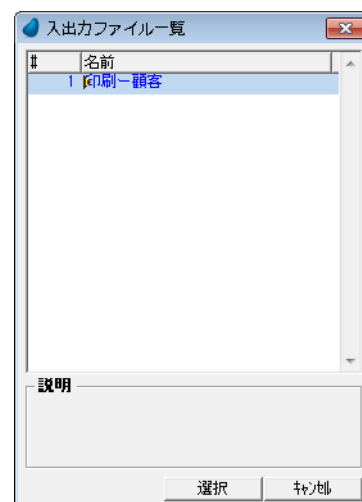 入出力ファイル一覧
# 名前
1 印刷ー顧客
説明
選択 ｷｬﾝｾﾙ